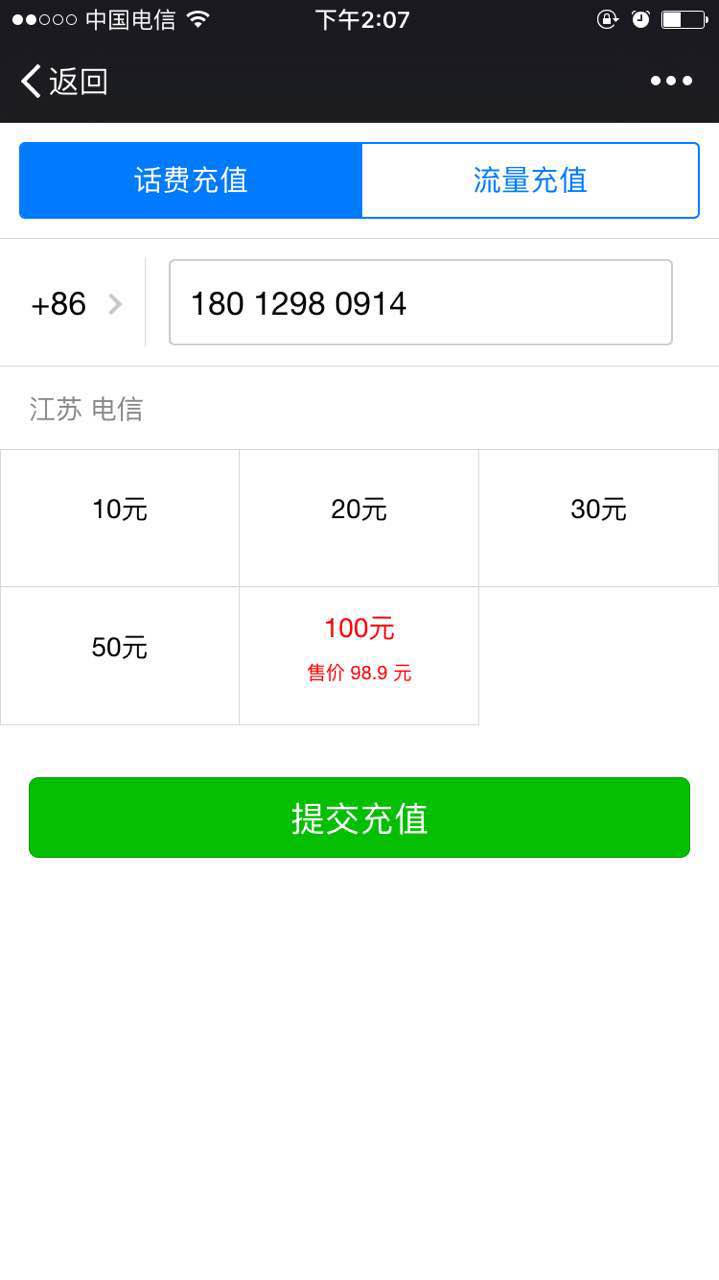 中国电信 下午2:07
返回
话费充值 流量充值
+86 180 1298 0914
江苏 电信
10元 20元 30元
50元 100元
售价 98.9 元
提交充值